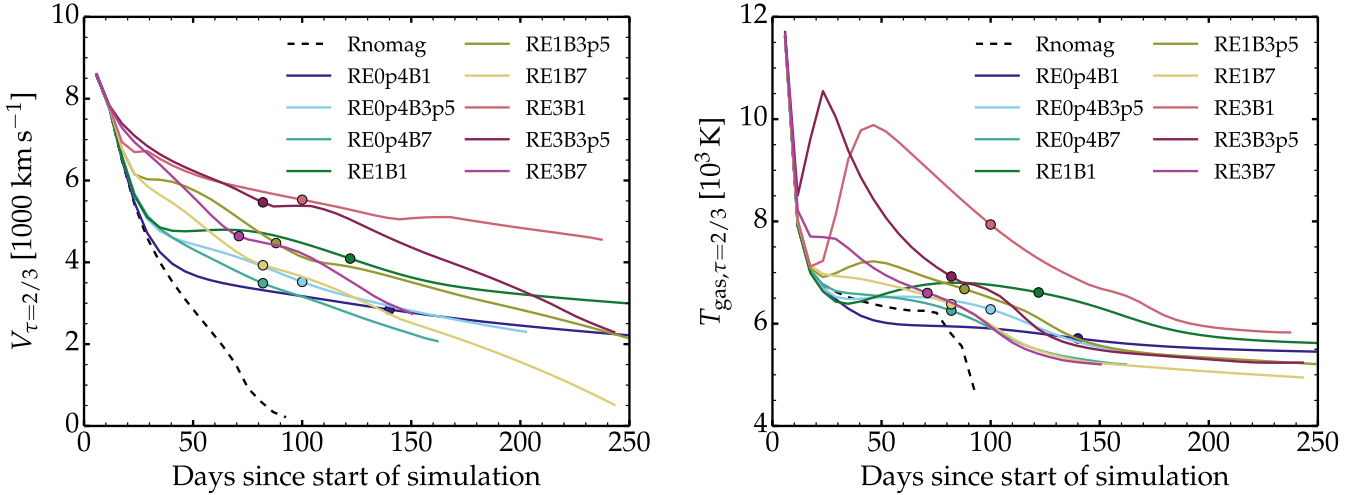 10
8
6
4
2
0
0 50 100 150 200 250
V_{τ=2/3} [1000 km s^{−1}]
Days since start of simulation
Rnomag
RE0p4B1
RE0p4B3p5
RE0p4B7
RE1B1
RE1B3p5
RE1B7
RE3B1
RE3B3p5
RE3B7
12
10
8
6
4
0 50 100 150 200 250
T_{gas,τ=2/3} [10^3 K]
Days since start of simulation
Rnomag
RE0p4B1
RE0p4B3p5
RE0p4B7
RE1B1
RE1B3p5
RE1B7
RE3B1
RE3B3p5
RE3B7